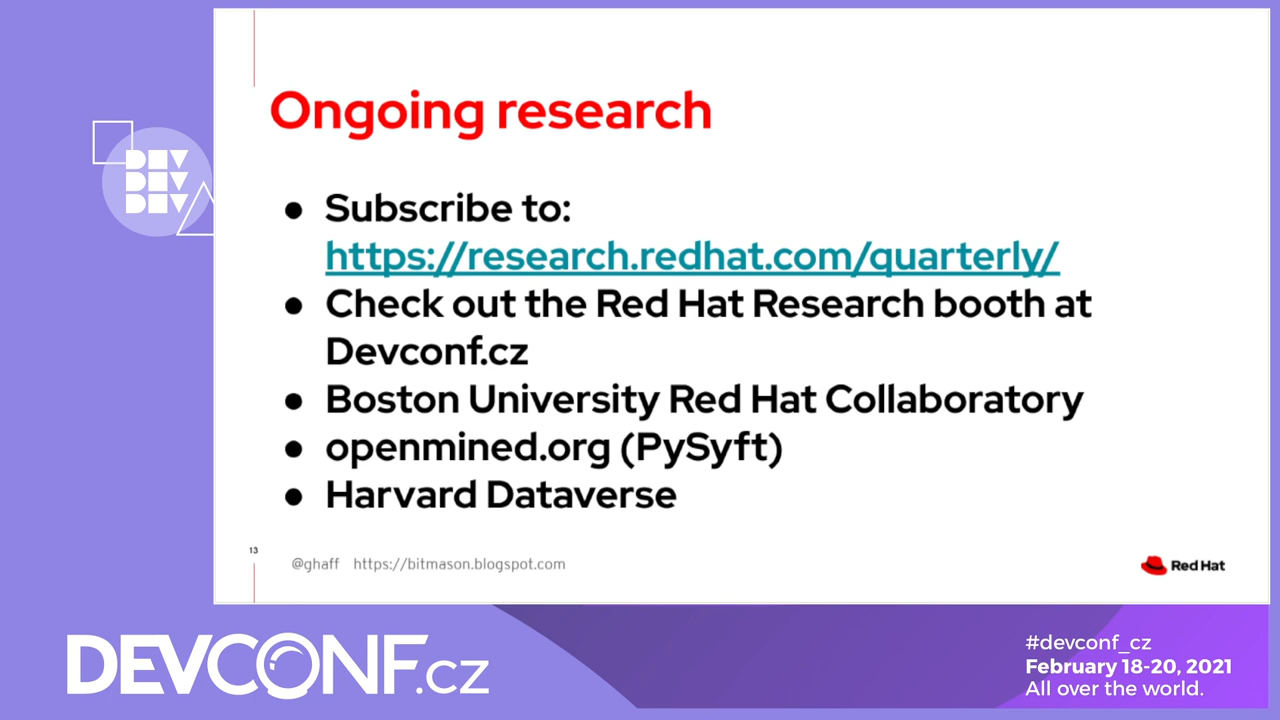 Ongoing research
● Subscribe to:
https://research.redhat.com/quarterly/
● Check out the Red Hat Research booth at
Devconf.cz
● Boston University Red Hat Collaboratory
● openmined.org (PySyft)
● Harvard Dataverse
13
@ghaff https://bitmason.blogspot.com
Red Hat
DEV
DEV
DEV
DEVCONF.cz
#devconf_cz
February 18-20, 2021
All over the world.